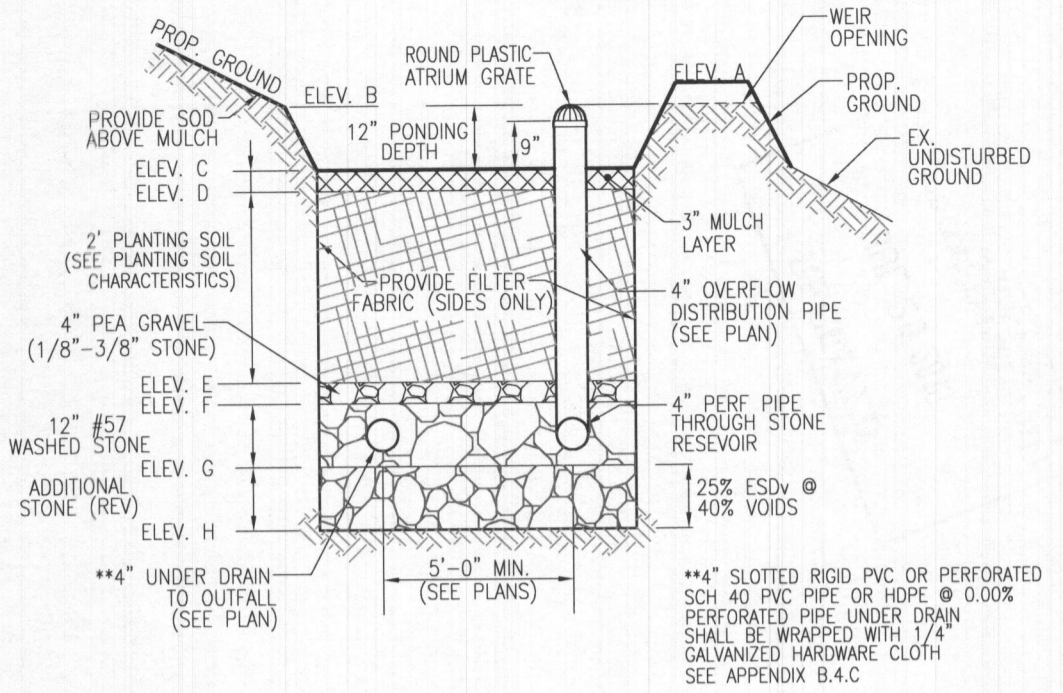 PROP. GROUND
ROUND PLASTIC
ATRIUM GRATE
WEIR
OPENING
ELEV. A
PROP.
GROUND
ELEV. B
PROVIDE SOD
ABOVE MULCH
12" PONDING
DEPTH
9"
EX.
UNDISTURBED
GROUND
ELEV. C
ELEV. D
3" MULCH
LAYER
2' PLANTING SOIL
(SEE PLANTING SOIL
CHARACTERISTICS)
PROVIDE FILTER
FABRIC (SIDES ONLY)
4" OVERFLOW
DISTRIBUTION PIPE
(SEE PLAN)
4" PEA GRAVEL
(1/8"-3/8" STONE)
ELEV. E
ELEV. F
12" #57
WASHED STONE
4" PERF PIPE
THROUGH STONE
RESEVOIR
ELEV. G
ADDITIONAL
STONE (REV)
25% ESDv @
40% VOIDS
ELEV. H
**4" UNDER DRAIN
TO OUTFALL
(SEE PLAN)
5'-0" MIN.
(SEE PLANS)
**4" SLOTTED RIGID PVC OR PERFORATED
SCH 40 PVC PIPE OR HDPE @ 0.00%
PERFORATED PIPE UNDER DRAIN
SHALL BE WRAPPED WITH 1/4"
GALVANIZED HARDWARE CLOTH
SEE APPENDIX B.4.C